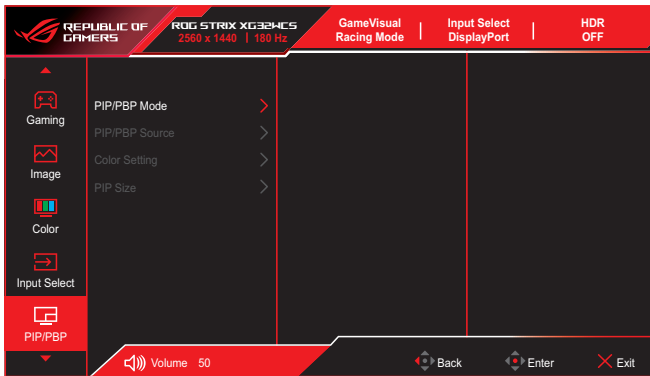 REPUBLIC OF
GAMERS
ROG STRIX XG32WCS
2560 x 1440 | 180 Hz
GameVisual
Racing Mode
Input Select
DisplayPort
HDR
OFF
Gaming
Image
Color
Input Select
PIP/PBP
PIP/PBP Mode
PIP/PBP Source
Color Setting
PIP Size
Volume 50
Back
Enter
Exit